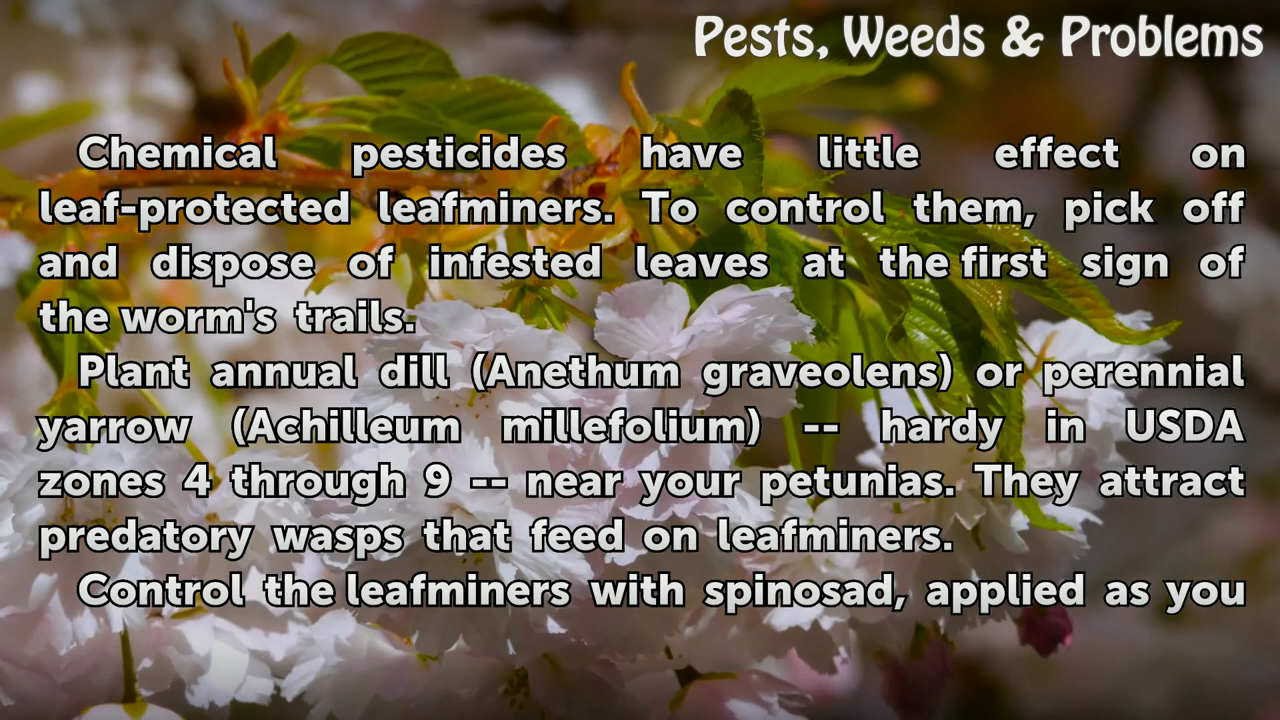 Pests, Weeds & Problems
Chemical pesticides have little effect on
leaf-protected leafminers. To control them, pick off
and dispose of infested leaves at the first sign of
the worm's trails.
Plant annual dill (Anethum graveolens) or perennial
yarrow (Achilleum millefolium) -- hardy in USDA
zones 4 through 9 -- near your petunias. They attract
predatory wasps that feed on leafminers.
Control the leafminers with spinosad, applied as you